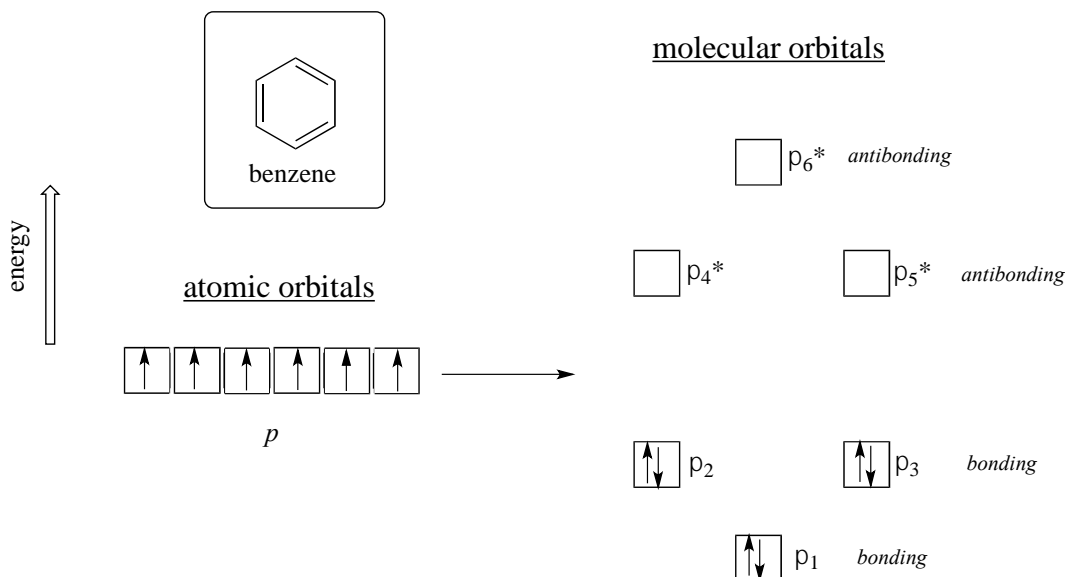 molecular orbitals
benzene
p6* antibonding
energy
p4* p5* antibonding
atomic orbitals
p
p2 p3 bonding
p1 bonding